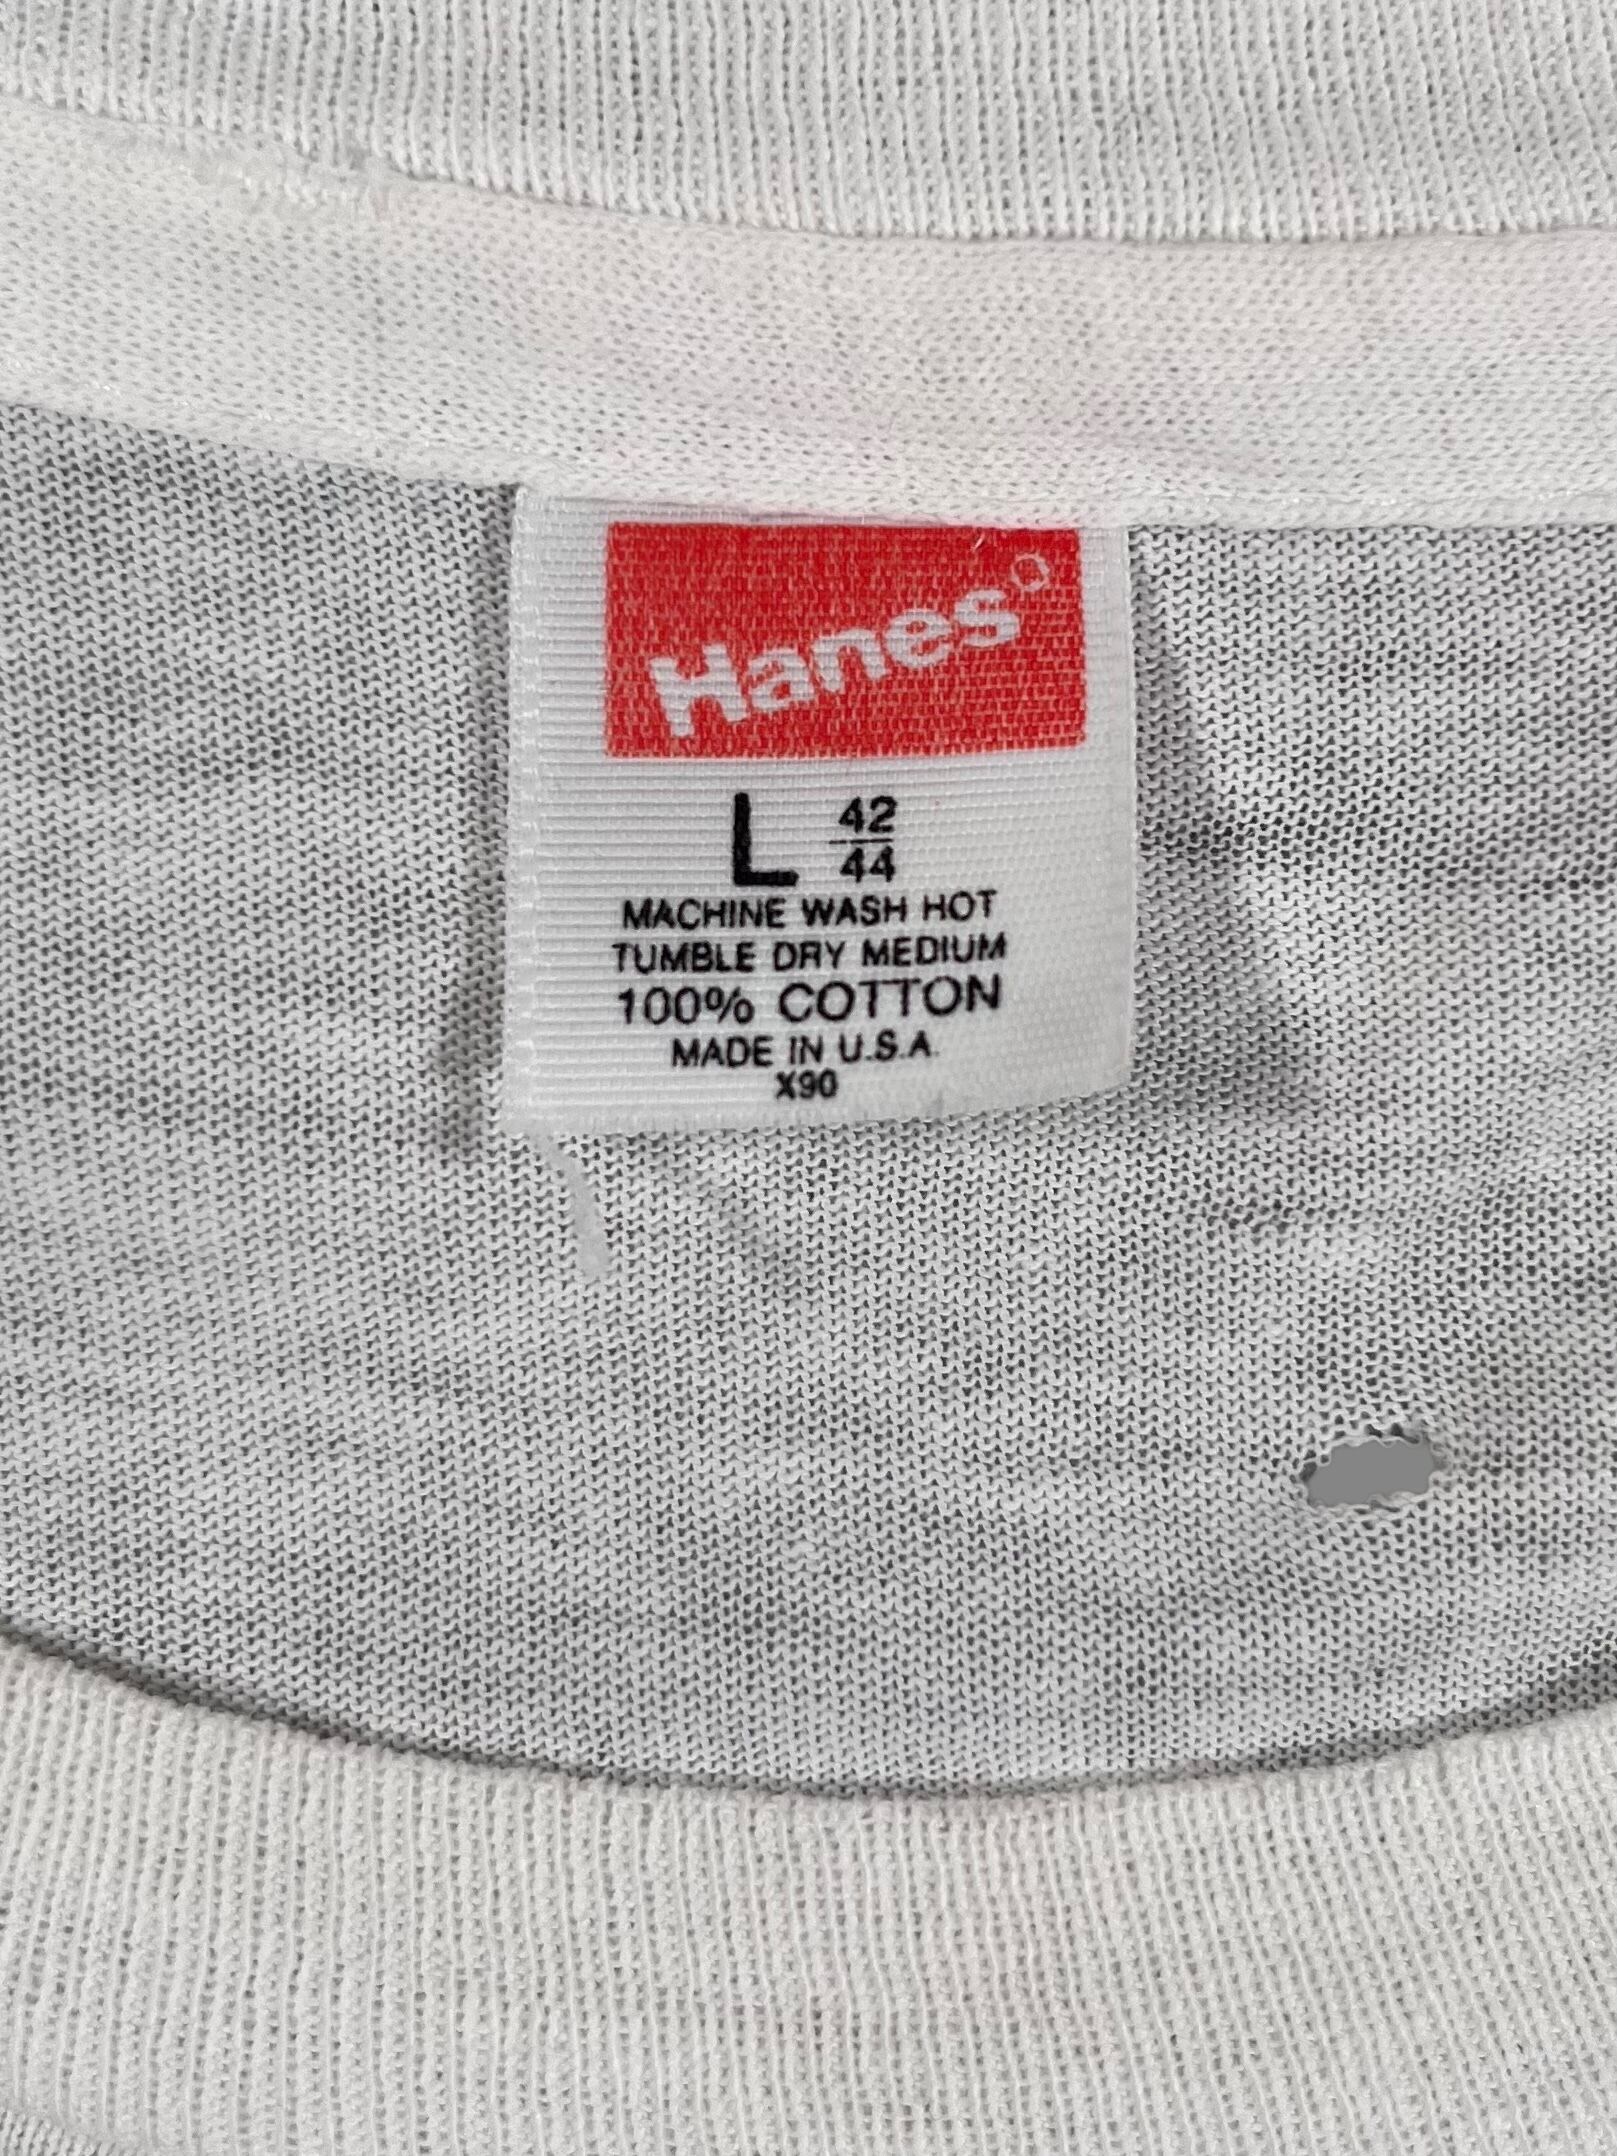 Hanes
L 42/44
MACHINE WASH HOT
TUMBLE DRY MEDIUM
100% COTTON
MADE IN U.S.A.
X90